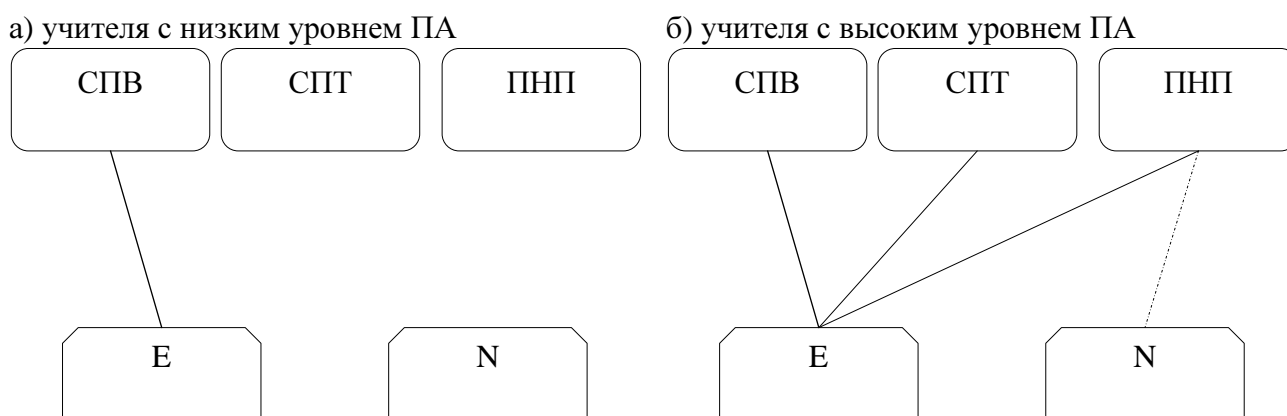 а) учителя с низким уровнем ПА
СПВ СПТ ПНП
E N
б) учителя с высоким уровнем ПА
СПВ СПТ ПНП
E N